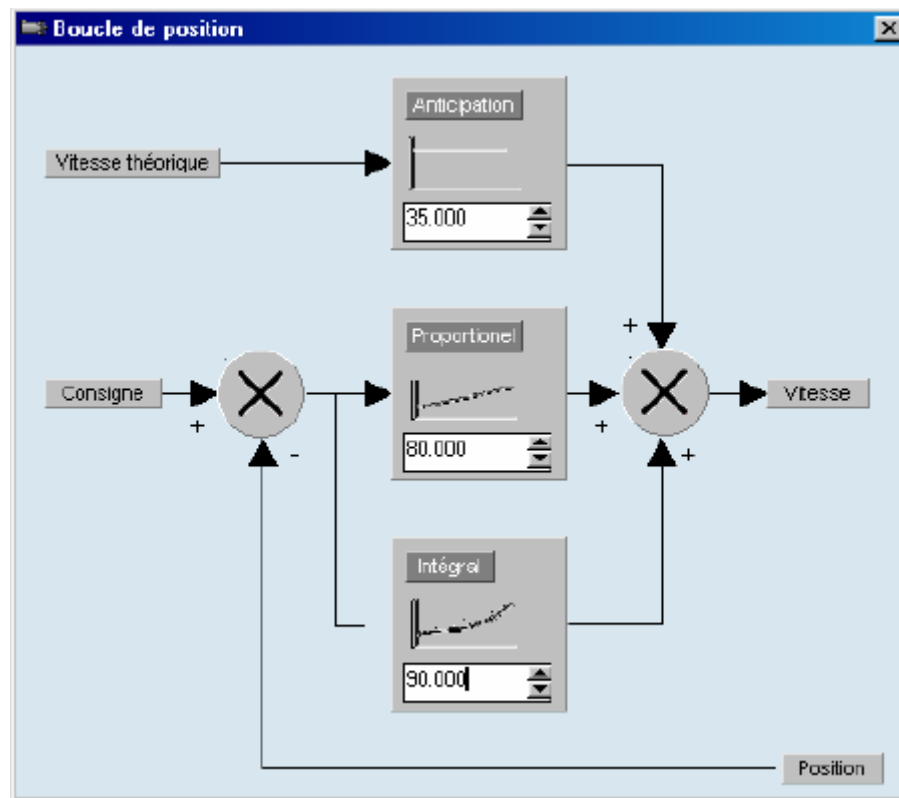 Boucle de position
Anticipation
Vitesse théorique
35.000
+
Proportionel
Consigne
Vitesse
+
80.000
+
-
+
Intégral
90.000
Position